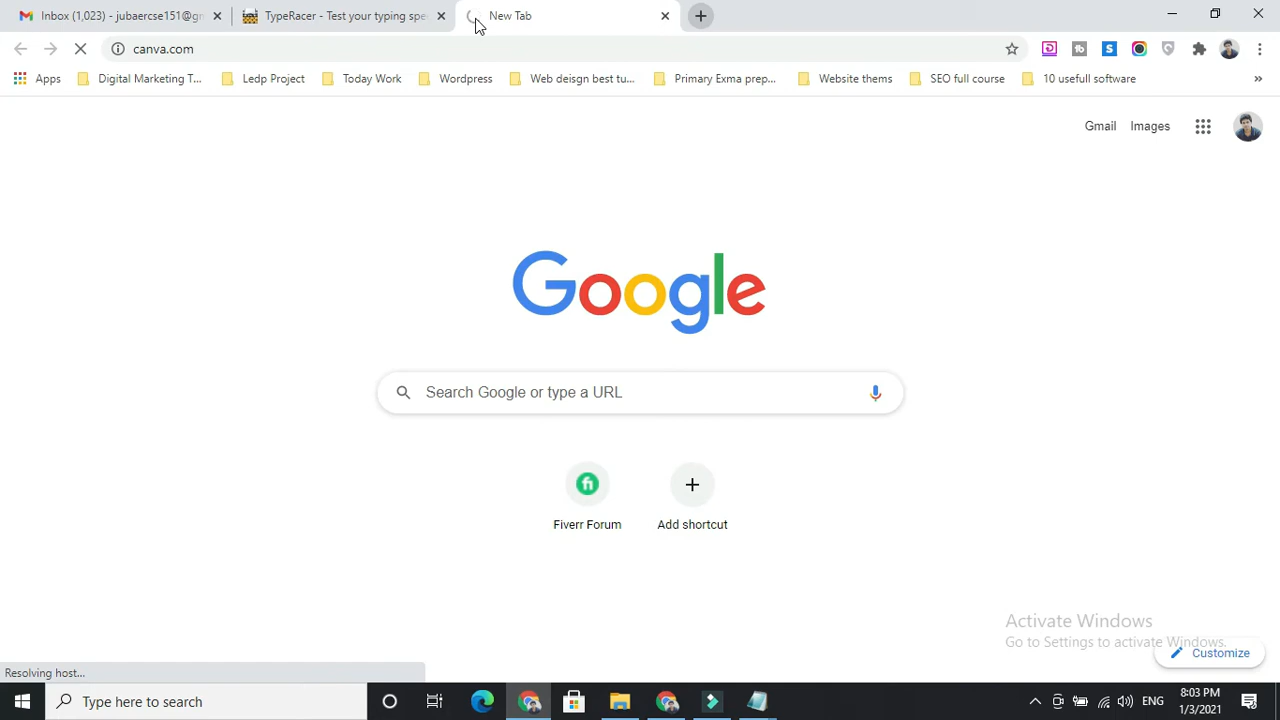 Inbox (1,023) - jubaercse151@gr
TypeRacer - Test your typing spe
New Tab
canva.com
Apps
Digital Marketing T...
Ledp Project
Today Work
Wordpress
Web deisgn best tu...
Primary Exma prep...
Website thems
SEO full course
10 usefull software
»
Gmail
Images
Google
Search Google or type a URL
Fiverr Forum
Add shortcut
Activate Windows
Go to Settings to activate Windows.
Customize
Resolving host...
Type here to search
ENG
8:03 PM
1/3/2021